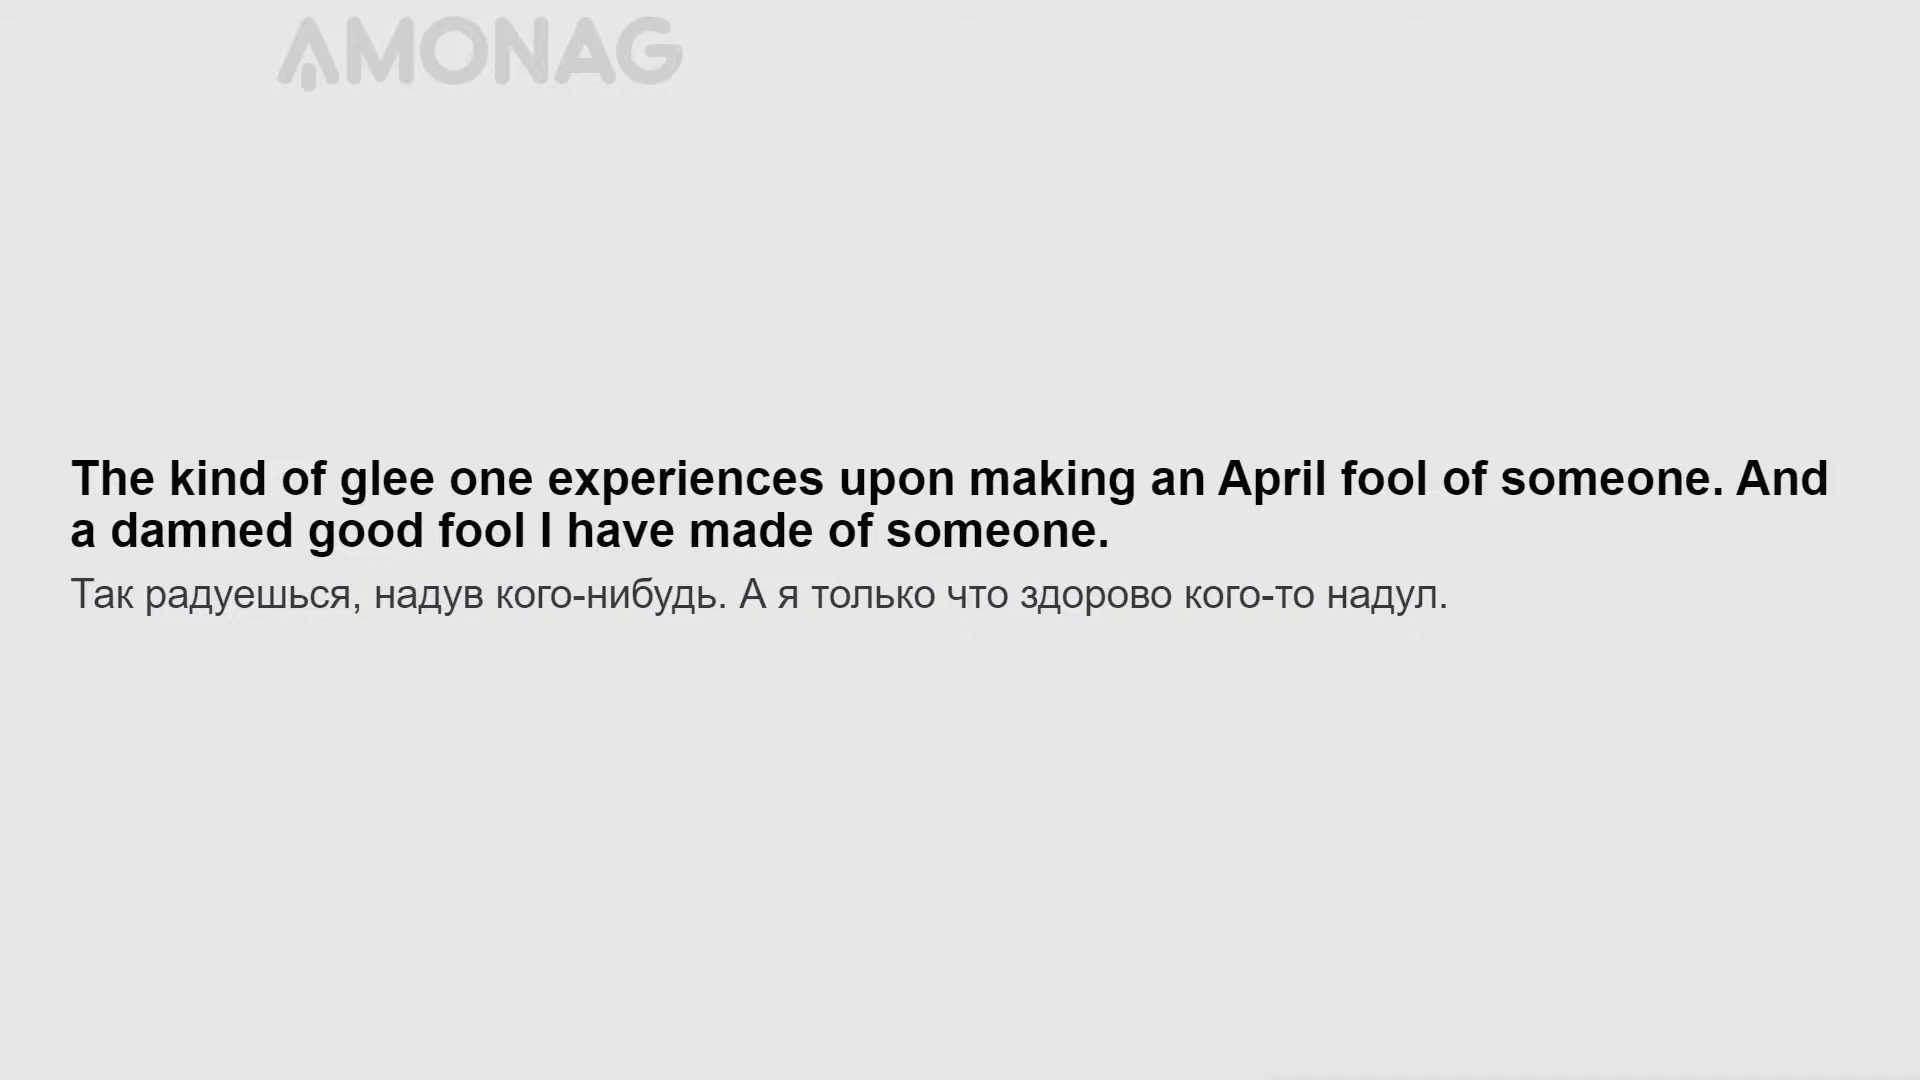 AMONAG
The kind of glee one experiences upon making an April fool of someone. And
a damned good fool I have made of someone.
Так радуешься, надув кого-нибудь. А я только что здорово кого-то надул.